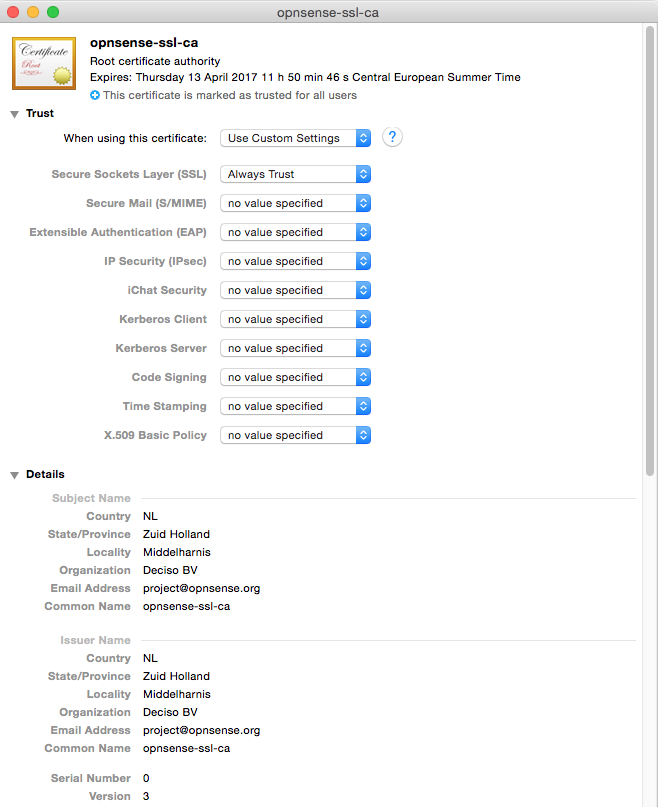 opnsense-ssl-ca
Certificate
Root
opnsense-ssl-ca
Root certificate authority
Expires: Thursday 13 April 2017 11 h 50 min 46 s Central European Summer Time
This certificate is marked as trusted for all users
Trust
When using this certificate: Use Custom Settings ?
Secure Sockets Layer (SSL) Always Trust
Secure Mail (S/MIME) no value specified
Extensible Authentication (EAP) no value specified
IP Security (IPsec) no value specified
iChat Security no value specified
Kerberos Client no value specified
Kerberos Server no value specified
Code Signing no value specified
Time Stamping no value specified
X.509 Basic Policy no value specified
Details
Subject Name
Country NL
State/Province Zuid Holland
Locality Middelharnis
Organization Deciso BV
Email Address project@opnsense.org
Common Name opnsense-ssl-ca
Issuer Name
Country NL
State/Province Zuid Holland
Locality Middelharnis
Organization Deciso BV
Email Address project@opnsense.org
Common Name opnsense-ssl-ca
Serial Number 0
Version 3